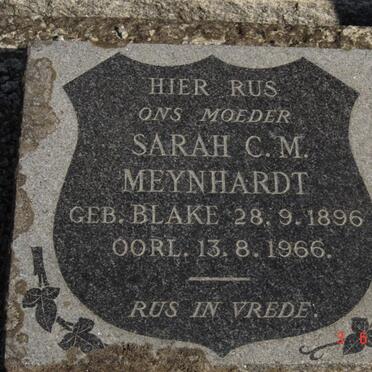 HIER RUS
ONS MOEDER
SARAH C.M.
MEYNHARDT
GEB. BLAKE 28.9.1896
OORL. 13.8.1966.
RUS IN VREDE.